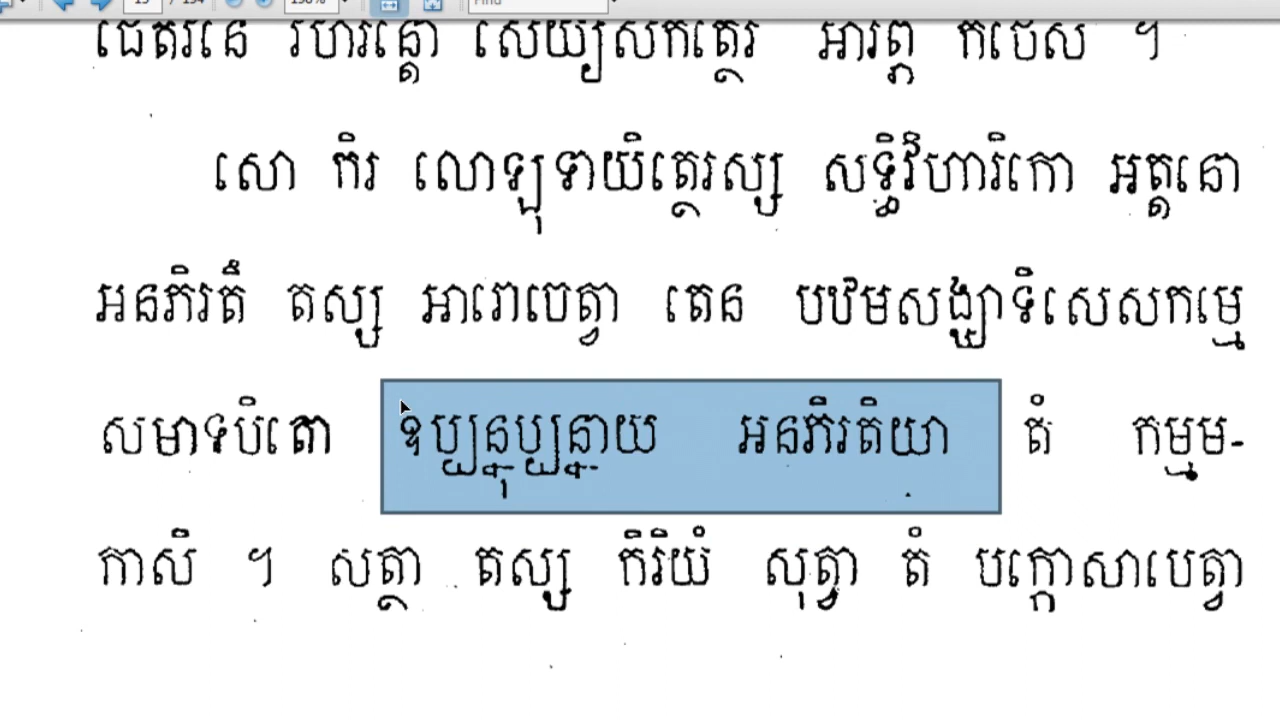 វិហរន្តោ សេយ្យសកត្ថេរំ អារព្ភ កថេសិ ។
សោ កិរ លោឡុទាយិត្ថេរស្ស សទ្ធិវិហារិកោ អត្តនោ
អនភិរតឹ តស្ស អារោចេត្វា តេន បឋមសង្ឃាទិសេសកម្មេ
សមាទបិតោ ឧប្បន្នុប្បន្នាយ អនភិរតិយា តំ កម្មម-
កាសិ ។ សត្ថា តស្ស កិរិយំ សុត្វា តំ បក្កោសាបេត្វា